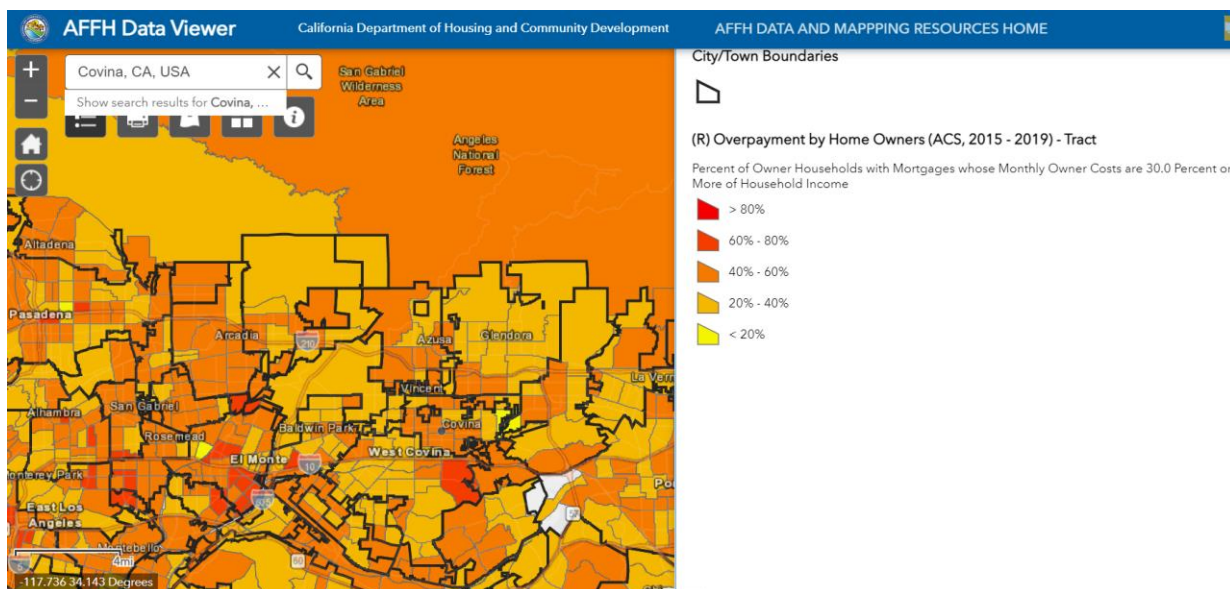 AFFH Data Viewer
California Department of Housing and Community Development
AFFH DATA AND MAPPPING RESOURCES HOME
+
Covina, CA, USA
Show search results for Covina, ...
−
San Gabriel
Wilderness
Area
Angeles
National
Forest
Altadena
Pasadena
Arcadia
210
Azusa
Glendora
La Vern
Vincent
Alhambra
San Gabriel
Baldwin Park
Covina
Rosemead
El Monte
West Covina
10
Monterey Park
605
57
East Los
Angeles
Montebello
60
5
4mi
-117.736 34.143 Degrees
City/Town Boundaries
(R) Overpayment by Home Owners (ACS, 2015 - 2019) - Tract
Percent of Owner Households with Mortgages whose Monthly Owner Costs are 30.0 Percent or
More of Household Income
> 80%
60% - 80%
40% - 60%
20% - 40%
< 20%